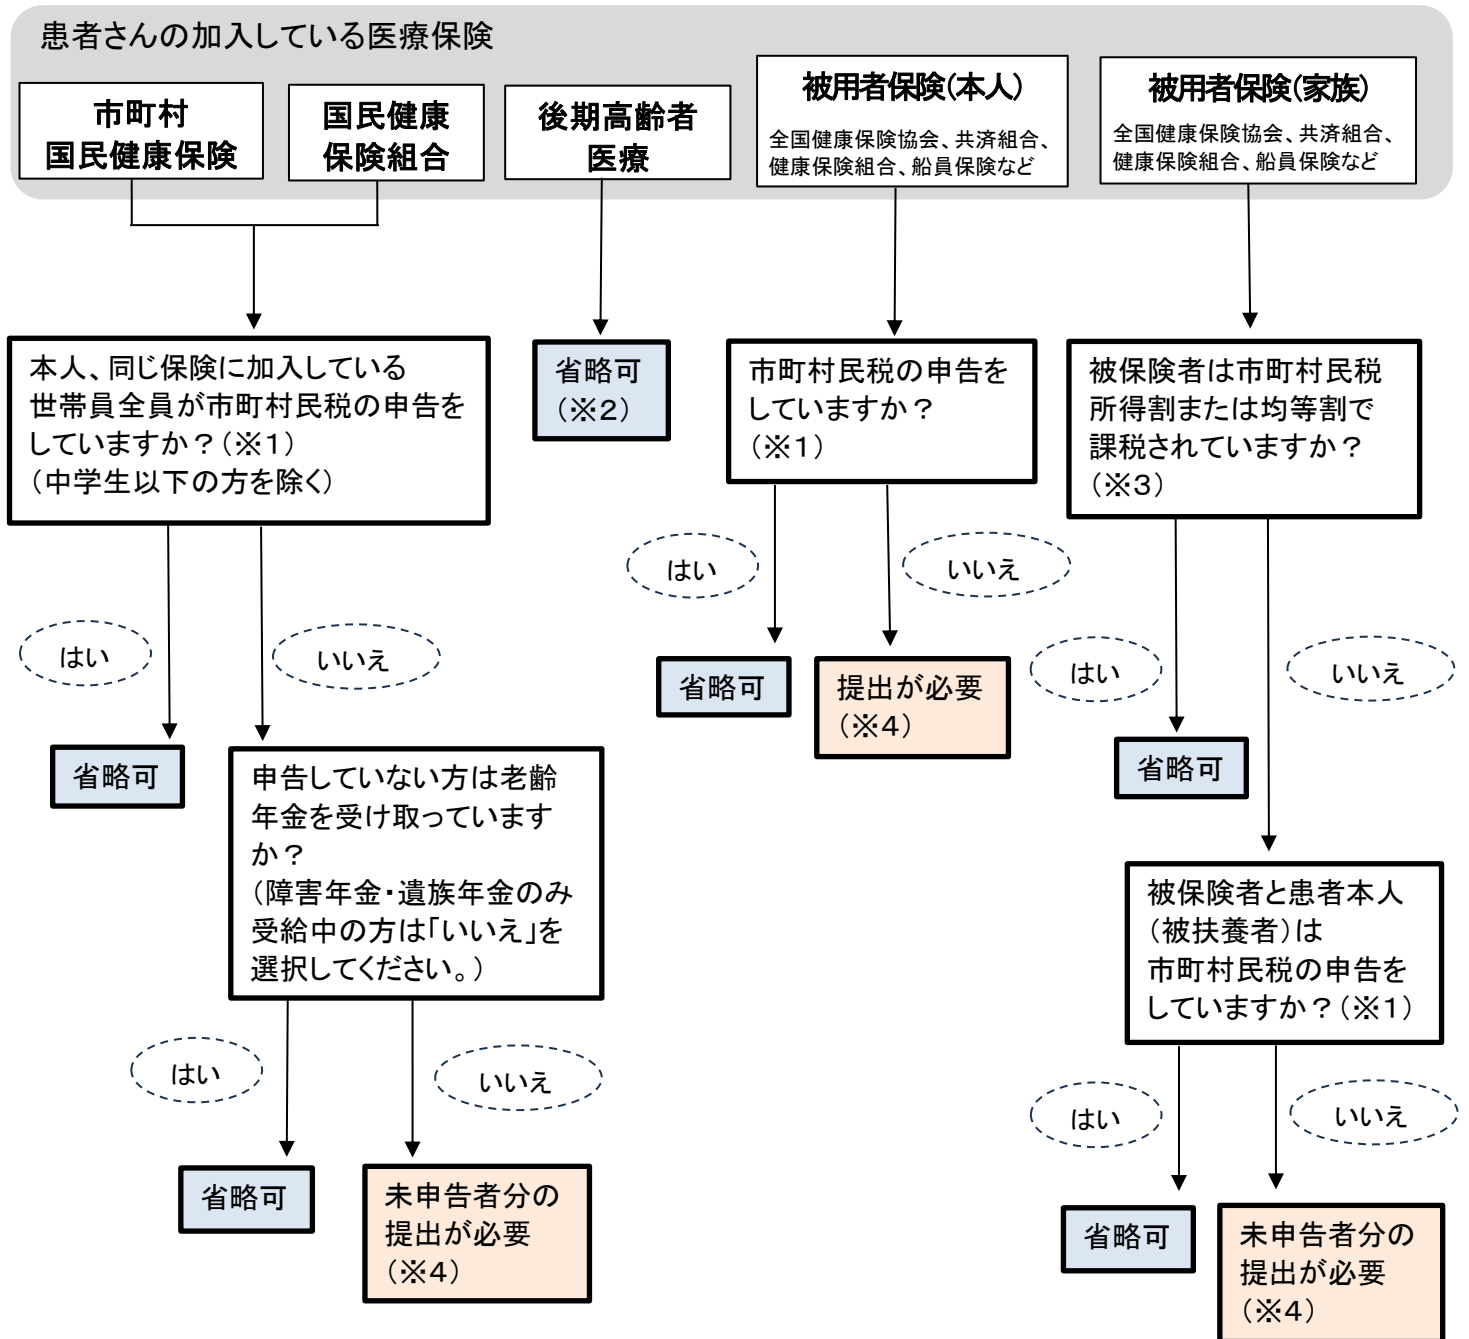 患者さんの加入している医療保険
市町村
国民健康保険
国民健康
保険組合
後期高齢者
医療
被用者保険(本人)
全国健康保険協会、共済組合、
健康保険組合、船員保険など
被用者保険(家族)
全国健康保険協会、共済組合、
健康保険組合、船員保険など
本人、同じ保険に加入している
世帯員全員が市町村民税の申告を
していますか？(※1)
(中学生以下の方を除く)
省略可
(※2)
市町村民税の申告を
していますか？
(※1)
被保険者は市町村民税
所得割または均等割で
課税されていますか？
(※3)
はい
いいえ
はい
いいえ
はい
いいえ
省略可
省略可
提出が必要
(※4)
省略可
申告していない方は老齢
年金を受け取っています
か？
(障害年金・遺族年金のみ
受給中の方は「いいえ」を
選択してください。)
被保険者と患者本人
(被扶養者)は
市町村民税の申告を
していますか？(※1)
はい
いいえ
はい
いいえ
省略可
未申告者分の
提出が必要
(※4)
省略可
未申告者分の
提出が必要
(※4)